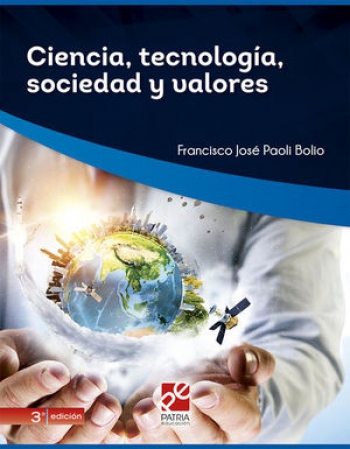 Ciencia, tecnología,
sociedad y valores
Francisco José Paoli Bolio
3ª edición
PATRIA